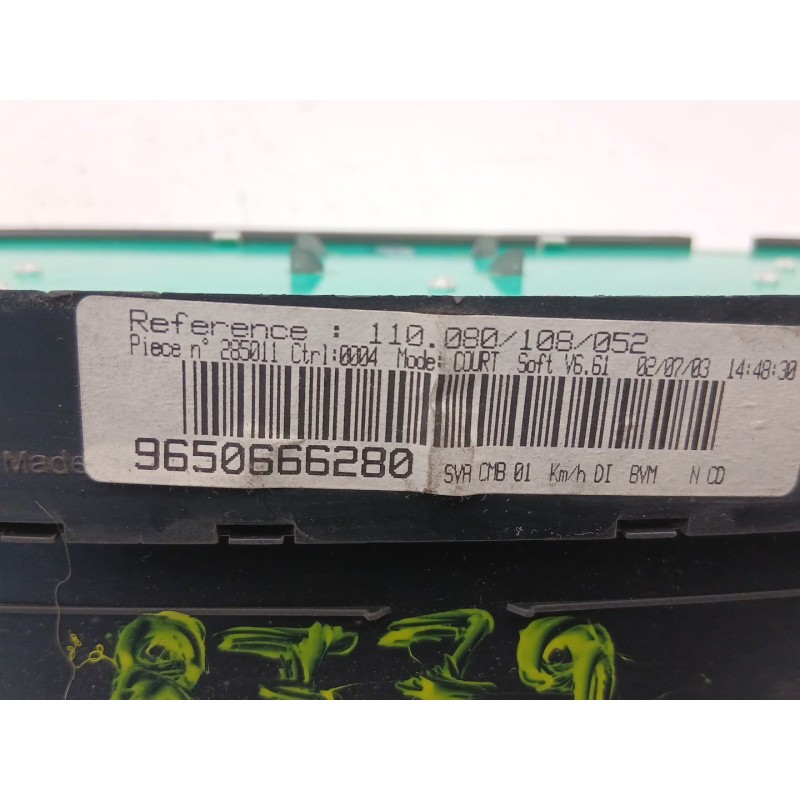 Reference : 110.080/108/052
Piece n° 285011 Ctrl:0004 Mode: COURT Soft V6.61 02/07/03 14:48:30
9650666280 SVA CMB 01 Km/h DI BVM N CD
Made